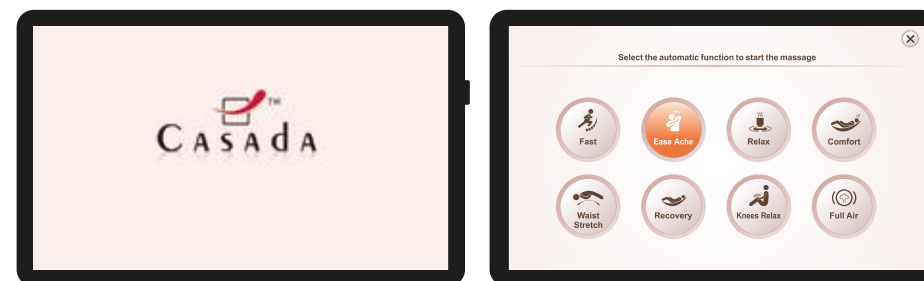 TM
CASAdA
Select the automatic function to start the massage
Fast
Ease Ache
Relax
Comfort
Waist
Stretch
Recovery
Knees Relax
Full Air